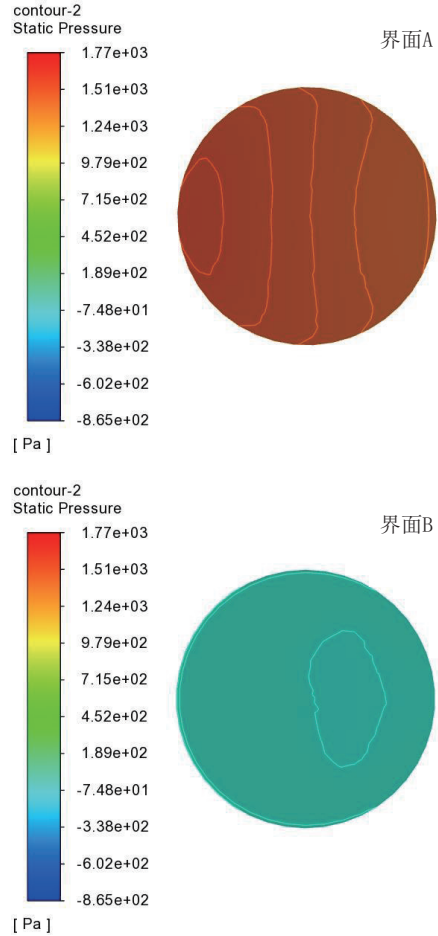 contour-2
Static Pressure
界面A
1.77e+03
1.51e+03
1.24e+03
9.79e+02
7.15e+02
4.52e+02
1.89e+02
-7.48e+01
-3.38e+02
-6.02e+02
-8.65e+02
[ Pa ]
contour-2
Static Pressure
界面B
1.77e+03
1.51e+03
1.24e+03
9.79e+02
7.15e+02
4.52e+02
1.89e+02
-7.48e+01
-3.38e+02
-6.02e+02
-8.65e+02
[ Pa ]